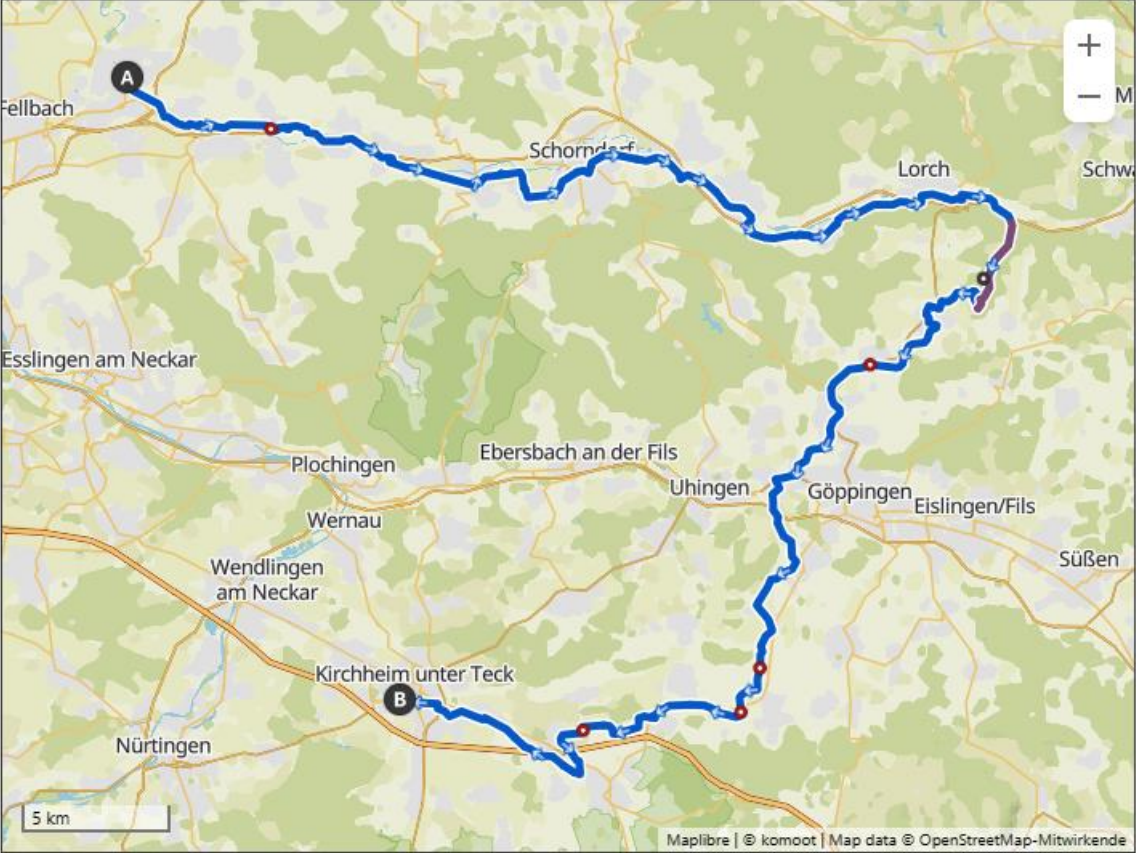 A
Fellbach
+
−
M
Schorndorf
Lorch
Schwä
Esslingen am Neckar
Plochingen
Ebersbach an der Fils
Uhingen
Göppingen
Eislingen/Fils
Wernau
Wendlingen
am Neckar
Süßen
Kirchheim unter Teck
B
Nürtingen
5 km
Maplibre | © komoot | Map data © OpenStreetMap-Mitwirkende